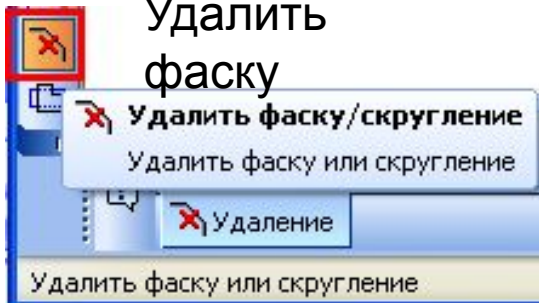 Удалить
фаску
Удалить фаску/скругление
Удалить фаску или скругление
Удаление
Удалить фаску или скругление